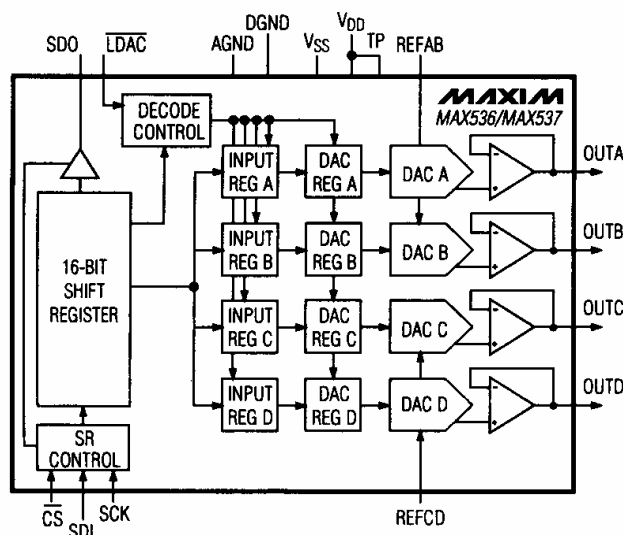 DGND
VDD
SDO
LDAC
AGND
VSS
TP
REFAB
MAXIM
MAX536/MAX537
DECODE
CONTROL
INPUT
REG A
DAC
REG A
DAC A
-
+
OUTA
16-BIT
SHIFT
REGISTER
INPUT
REG B
DAC
REG B
DAC B
-
+
OUTB
INPUT
REG C
DAC
REG C
DAC C
-
+
OUTC
INPUT
REG D
DAC
REG D
DAC D
-
+
OUTD
SR
CONTROL
CS
SDI
SCK
REFCD